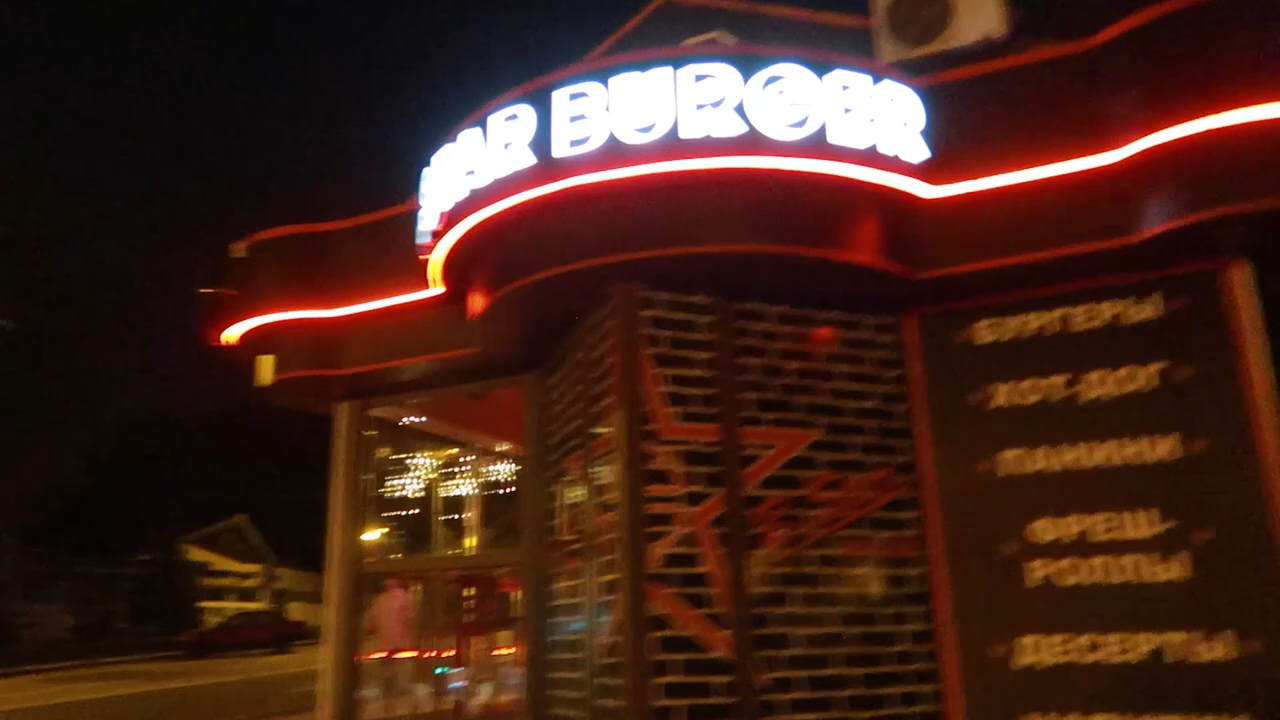 BURGER
БУРГЕРЫ
ХОТ-ДОГ
ПАНИНИ
ФРЕШ-
РОЛЛЫ
ДЕСЕРТЫ